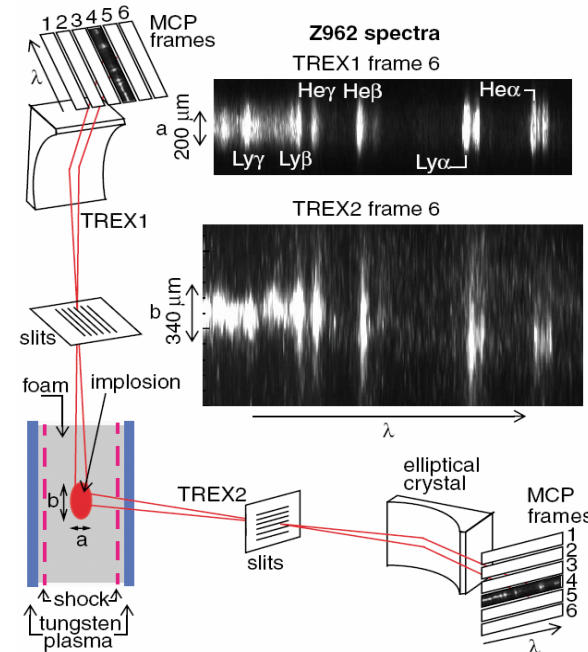 1 2 3 4 5 6
MCP
frames
λ
Z962 spectra
TREX1 frame 6
Heγ Heβ Heα
a
200 μm
Lyγ Lyβ Lyα
TREX1
TREX2 frame 6
b
340 μm
λ
slits
foam
implosion
b
a
shock
tungsten
plasma
TREX2
slits
elliptical
crystal
MCP
frames
1
2
3
4
5
6
λ